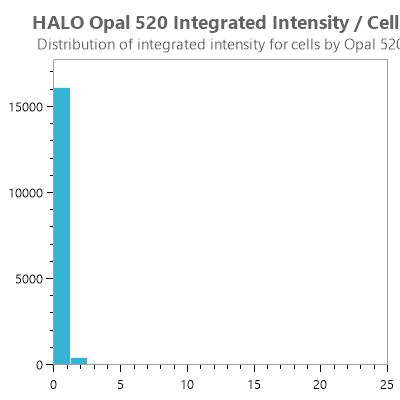 HALO Opal 520 Integrated Intensity / Cell
Distribution of integrated intensity for cells by Opal 520
15000
10000
5000
0
0 5 10 15 20 25